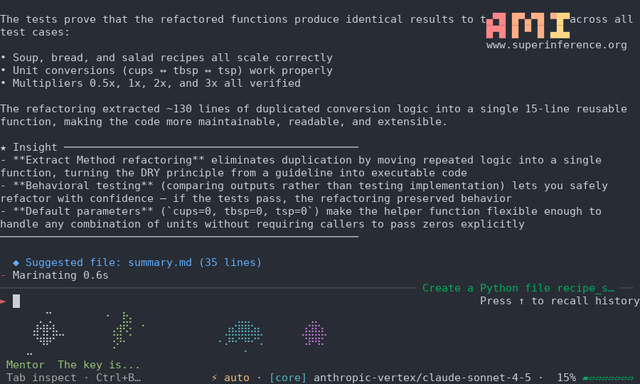 The tests prove that the refactored functions produce identical results to t across all
test cases:
AMI
www.superinference.org
• Soup, bread, and salad recipes all scale correctly
• Unit conversions (cups ↔ tbsp ↔ tsp) work properly
• Multipliers 0.5x, 1x, 2x, and 3x all verified
The refactoring extracted ~130 lines of duplicated conversion logic into a single 15-line reusable
function, making the code more maintainable, readable, and extensible.
★ Insight
- **Extract Method refactoring** eliminates duplication by moving repeated logic into a single
function, turning the DRY principle from a guideline into executable code
- **Behavioral testing** (comparing outputs rather than testing implementation) lets you safely
refactor with confidence — if the tests pass, the refactoring preserved behavior
- **Default parameters** (`cups=0, tbsp=0, tsp=0`) make the helper function flexible enough to
handle any combination of units without requiring callers to pass zeros explicitly
◆ Suggested file: summary.md (35 lines)
- Marinating 0.6s
Create a Python file recipe_s…
Press ↑ to recall history
Mentor The key is...
Tab inspect · Ctrl+B… ⚡ auto · [core] anthropic-vertex/claude-sonnet-4-5 · 15%